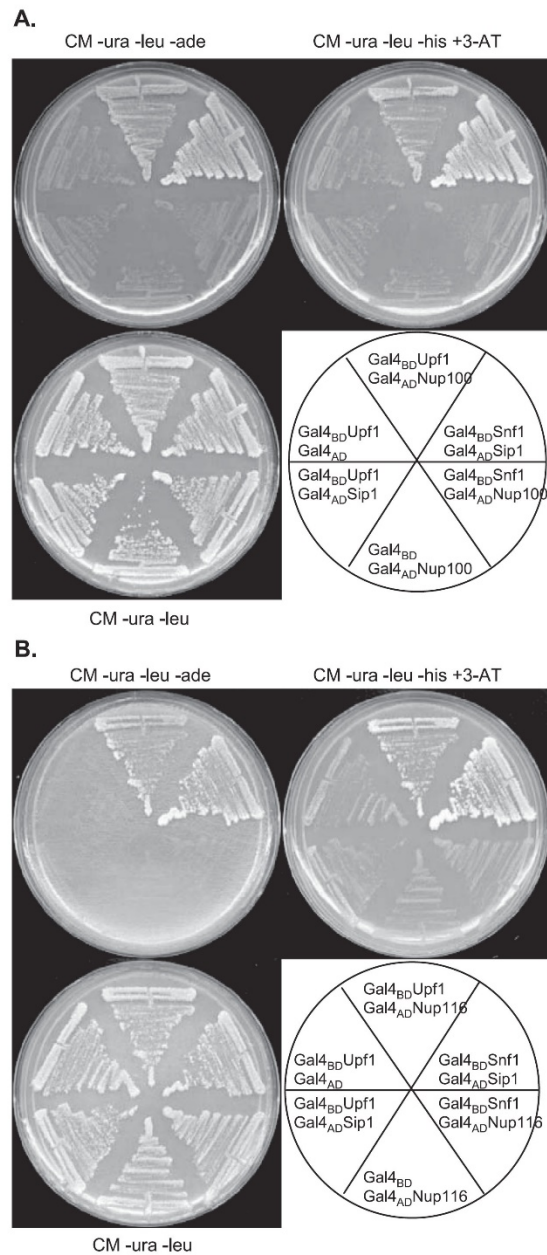 A.
CM -ura -leu -ade
CM -ura -leu -his +3-AT
Gal4BDUpf1
Gal4ADNup100
Gal4BDUpf1
Gal4AD
Gal4BDSnf1
Gal4ADSip1
Gal4BDUpf1
Gal4ADSip1
Gal4BDSnf1
Gal4ADNup100
Gal4BD
Gal4ADNup100
CM -ura -leu
B.
CM -ura -leu -ade
CM -ura -leu -his +3-AT
Gal4BDUpf1
Gal4ADNup116
Gal4BDUpf1
Gal4AD
Gal4BDSnf1
Gal4ADSip1
Gal4BDUpf1
Gal4ADSip1
Gal4BDSnf1
Gal4ADNup116
Gal4BD
Gal4ADNup116
CM -ura -leu